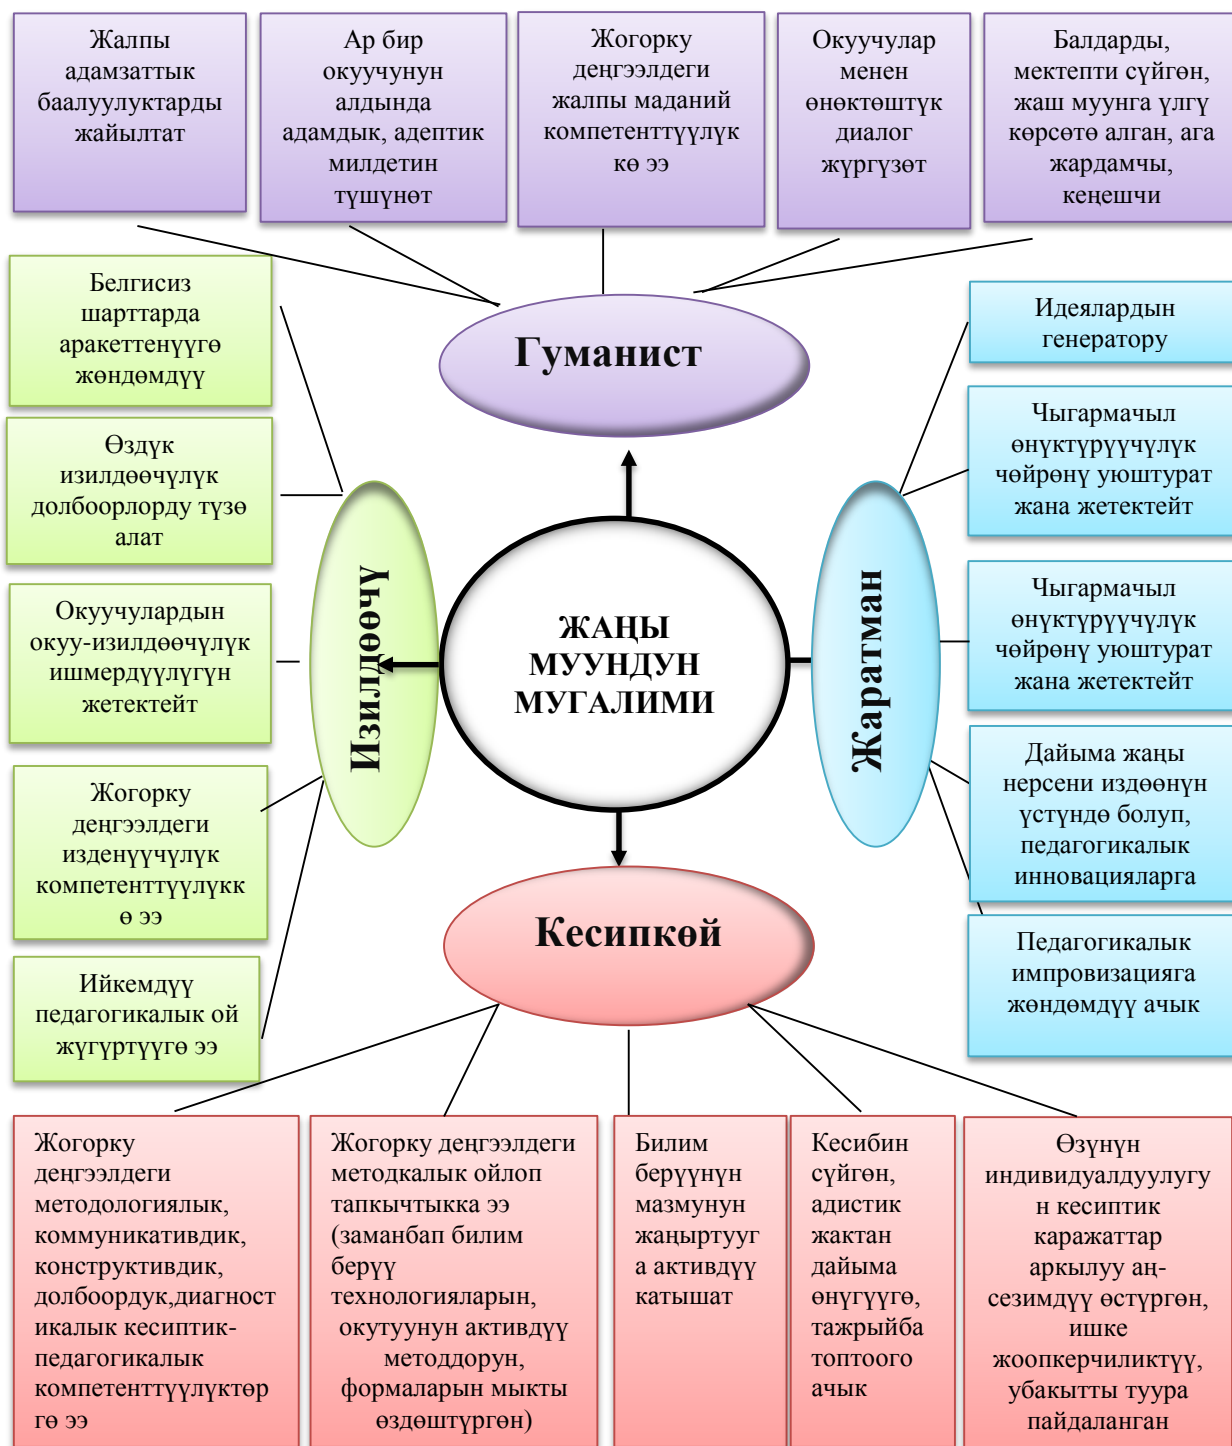 Жалпы
адамзаттык
баалуулуктарды
жайылтат
Ар бир
окуучунун
алдында
адамдык, адептик
милдетин
түшүнөт
Жогорку
деңгээлдеги
жалпы маданий
компетенттүүлүк
кө ээ
Окуучулар
менен
өнөктөштүк
диалог
жүргүзөт
Балдарды,
мектепти сүйгөн,
жаш муунга үлгү
көрсөтө алган, ага
жардамчы,
кеңешчи
Гуманист
Белгисиз
шарттарда
аракеттенүүгө
жөндөмдүү
Өздүк
изилдөөчүлүк
долбоорлорду түзө
алат
Окуучулардын
окуу-изилдөөчүлүк
ишмердүүлүгүн
жетектейт
Жогорку
деңгээлдеги
изденүүчүлүк
компетенттүүлүкк
ө ээ
Ийкемдүү
педагогикалык ой
жүгүртүүгө ээ
Изилдөөчү
ЖАҢЫ
МУУНДУН
МУГАЛИМИ
Жаратман
Идеялардын
генератору
Чыгармачыл
өнүктүрүүчүлүк
чөйрөнү уюштурат
жана жетектейт
Чыгармачыл
өнүктүрүүчүлүк
чөйрөнү уюштурат
жана жетектейт
Дайыма жаңы
нерсени издөөнүн
үстүндө болуп,
педагогикалык
инновацияларга
Педагогикалык
импровизацияга
жөндөмдүү ачык
Кесипкөй
Жогорку
деңгээлдеги
методологиялык,
коммуникативдик,
конструктивдик,
долбоордук,диагност
икалык кесиптик-
педагогикалык
компетенттүүлүктөр
гө ээ
Жогорку деңгээлдеги
методкалык ойлоп
тапкычтыкка ээ
(заманбап билим
берүү
технологияларын,
окутуунун активдүү
методдорун,
формаларын мыкты
өздөштүргөн)
Билим
берүүнүн
мазмунун
жаңыртууг
а активдүү
катышат
Кесибин
сүйгөн,
адистик
жактан
дайыма
өнүгүүгө,
тажрыйба
топтоого
ачык
Өзүнүн
индивидуалдуулугу
н кесиптик
каражаттар
аркылуу аң-
сезимдүү өстүргөн,
ишке
жоопкерчиликтүү,
убакытты туура
пайдаланган